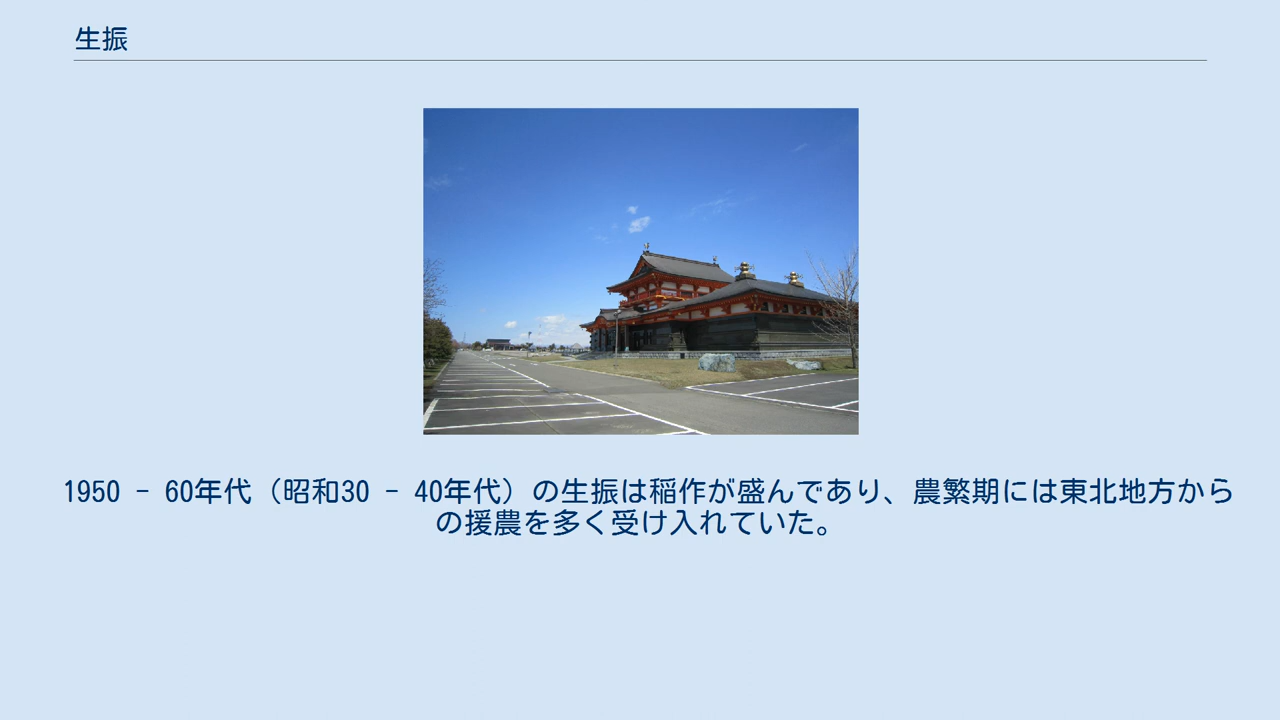 生振
1950 - 60年代（昭和30 - 40年代）の生振は稲作が盛んであり、農繁期には東北地方から
の援農を多く受け入れていた。